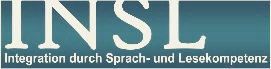 INSL
Integration durch Sprach- und Lesekompetenz